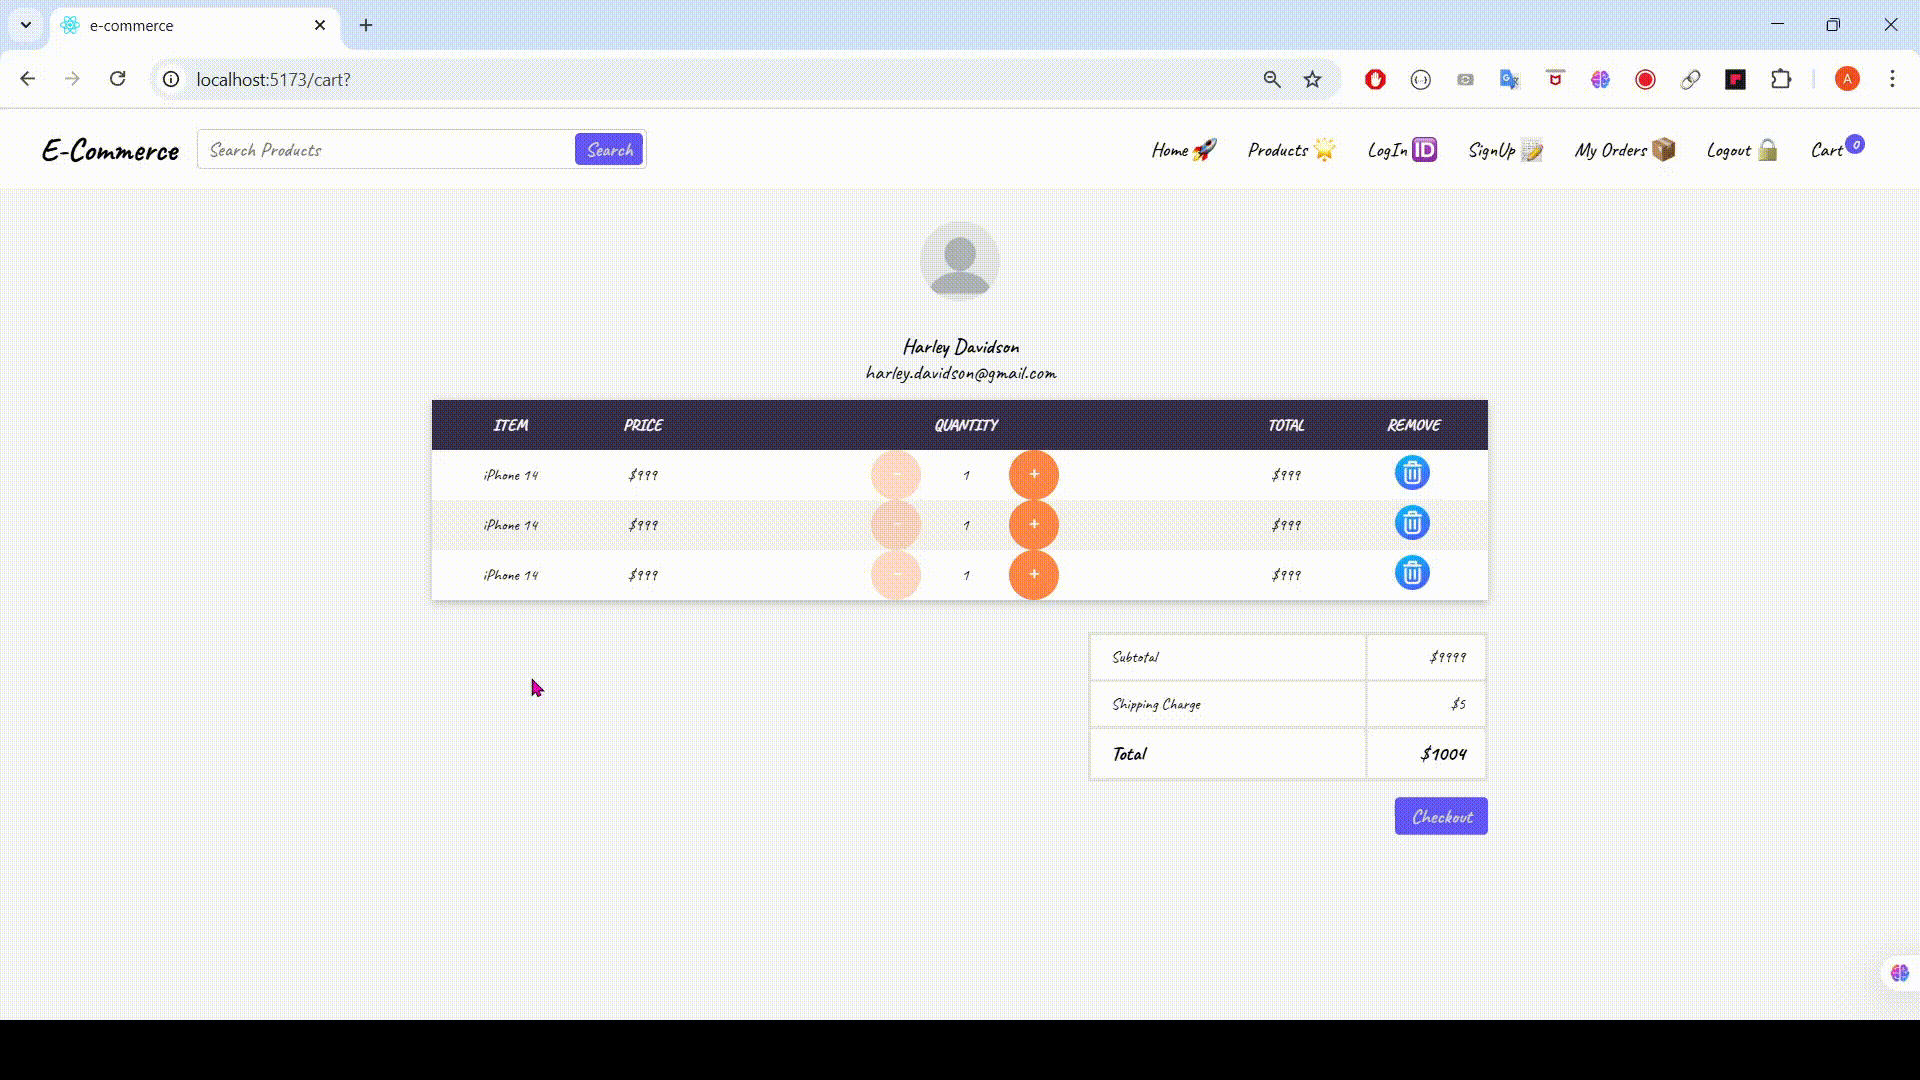 e-commerce
localhost:5173/cart?
A
E-Commerce
Search Products
Search
Home
Products
LogIn ID
SignUp
My Orders
Logout
Cart 0
Harley Davidson
harley.davidson@gmail.com
ITEM PRICE QUANTITY TOTAL REMOVE
iPhone 14 $999 - 1 + $999
iPhone 14 $999 1 + $999
iPhone 14 $999 - 1 + $999
Subtotal $9999
Shipping Charge $5
Total $1004
Checkout